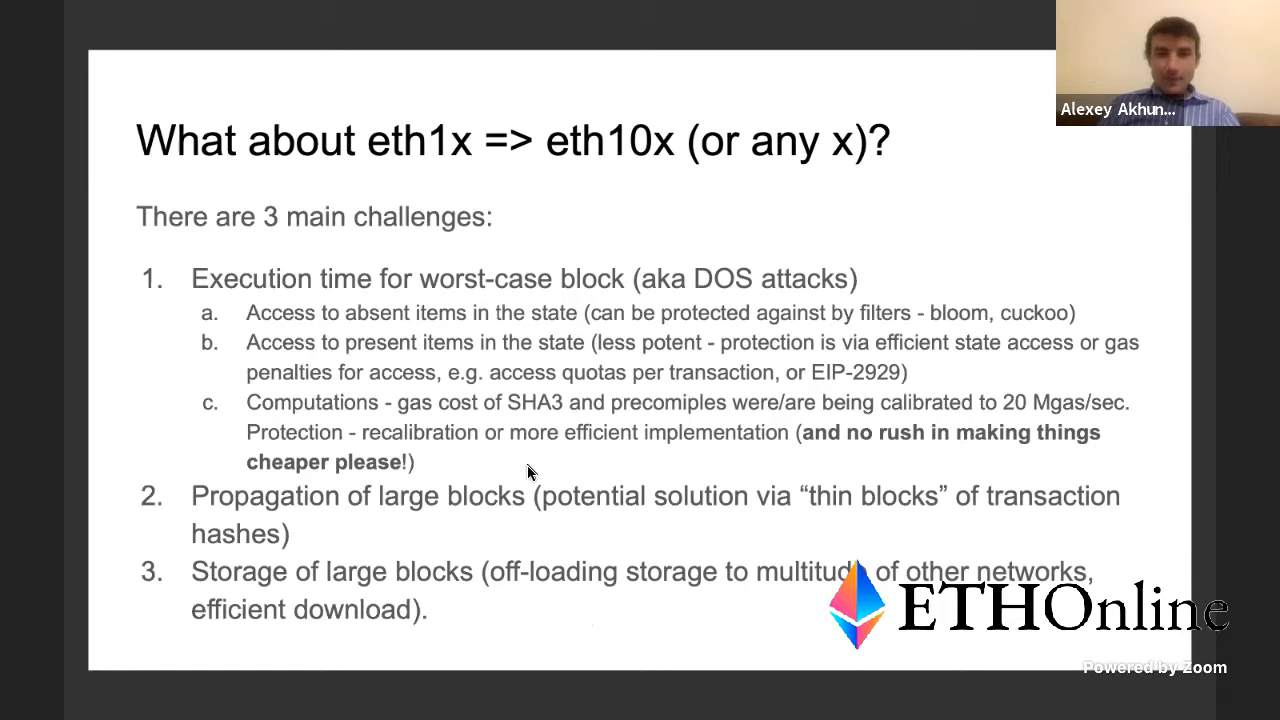 Alexey Akhun...
What about eth1x => eth10x (or any x)?
There are 3 main challenges:
1. Execution time for worst-case block (aka DOS attacks)
a. Access to absent items in the state (can be protected against by filters - bloom, cuckoo)
b. Access to present items in the state (less potent - protection is via efficient state access or gas
penalties for access, e.g. access quotas per transaction, or EIP-2929)
c. Computations - gas cost of SHA3 and precomiples were/are being calibrated to 20 Mgas/sec.
Protection - recalibration or more efficient implementation (and no rush in making things
cheaper please!)
2. Propagation of large blocks (potential solution via “thin blocks” of transaction
hashes)
3. Storage of large blocks (off-loading storage to multitude of other networks,
efficient download).
ETHOnline
Powered by Zoom